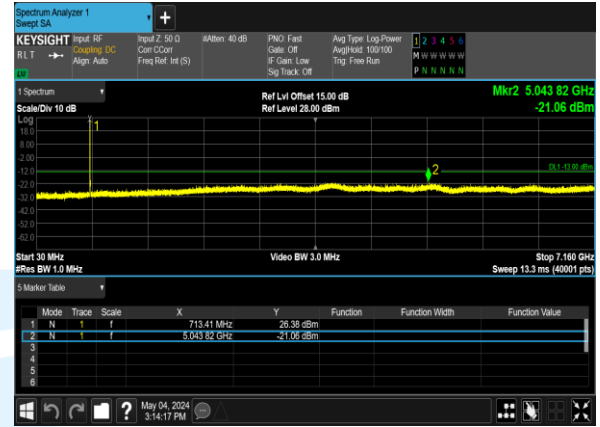 Spectrum Analyzer 1
Swept SA
KEYSIGHT Input: RF Input Z: 50 Ω #Atten: 40 dB PNO: Fast Avg Type: Log-Power 1 2 3 4 5 6
RLT Coupling: DC Corr CCorr Gate: Off Avg|Hold: 100/100 M W W W W W
Align: Auto Freq Ref: Int (S) IF Gain: Low Trig: Free Run
LU Sig Track: Off P N N N N N
1 Spectrum Ref Lvl Offset 15.00 dB Mkr2 5.043 82 GHz
Scale/Div 10 dB Ref Level 28.00 dBm -21.06 dBm
Log
18.0
8.00
-2.00
-12.0
-22.0
-32.0
-42.0
-52.0
-62.0
1
2
DL1 -13.00 dBm
Start 30 MHz Video BW 3.0 MHz Stop 7.160 GHz
#Res BW 1.0 MHz Sweep 13.3 ms (40001 pts)
5 Marker Table
Mode Trace Scale X Y Function Function Width Function Value
1 N 1 f 713.41 MHz 26.38 dBm
2 N 1 f 5.043 82 GHz -21.06 dBm
3
4
5
6
? May 04, 2024
3:14:17 PM